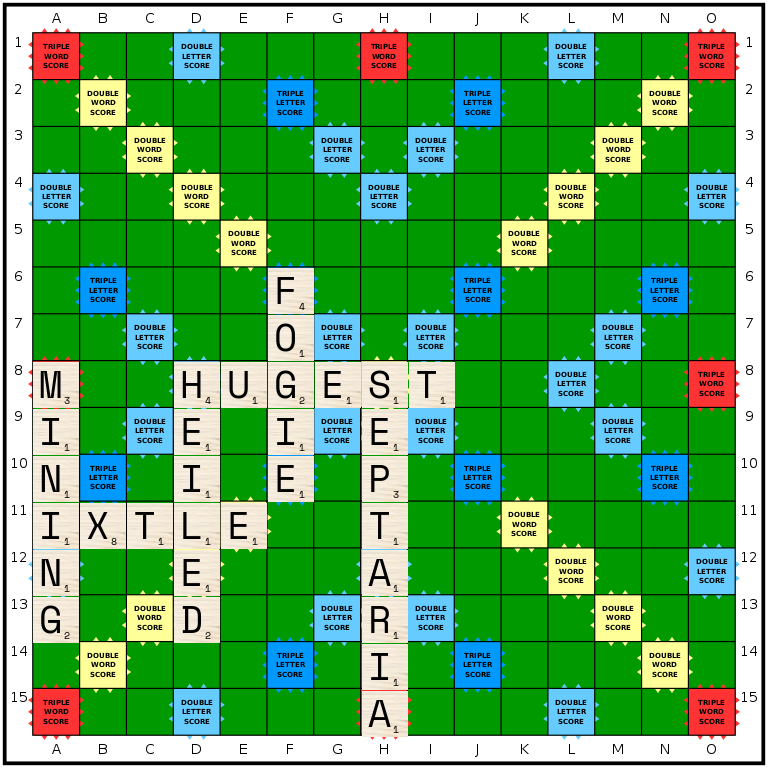 A B C D E F G H I J K L M N O
1 TRIPLE WORD SCORE DOUBLE LETTER SCORE TRIPLE WORD SCORE DOUBLE LETTER SCORE TRIPLE WORD SCORE 1
2 DOUBLE WORD SCORE TRIPLE LETTER SCORE TRIPLE LETTER SCORE DOUBLE WORD SCORE 2
3 DOUBLE WORD SCORE DOUBLE LETTER SCORE DOUBLE LETTER SCORE DOUBLE WORD SCORE 3
4 DOUBLE LETTER SCORE DOUBLE WORD SCORE DOUBLE LETTER SCORE DOUBLE WORD SCORE DOUBLE LETTER SCORE 4
5 DOUBLE WORD SCORE DOUBLE WORD SCORE 5
6 TRIPLE LETTER SCORE F4 TRIPLE LETTER SCORE TRIPLE LETTER SCORE 6
7 DOUBLE LETTER SCORE O1 DOUBLE LETTER SCORE DOUBLE LETTER SCORE DOUBLE LETTER SCORE 7
8 M3 H4 U1 G2 E1 S1 T1 DOUBLE LETTER SCORE TRIPLE WORD SCORE 8
9 I1 DOUBLE LETTER SCORE E1 I1 DOUBLE LETTER SCORE E1 DOUBLE LETTER SCORE DOUBLE LETTER SCORE 9
10 N1 TRIPLE LETTER SCORE I1 E1 P3 TRIPLE LETTER SCORE TRIPLE LETTER SCORE 10
11 I1 X8 T1 L1 E1 T1 DOUBLE WORD SCORE 11
12 N1 E1 A1 DOUBLE WORD SCORE DOUBLE LETTER SCORE 12
13 G2 DOUBLE WORD SCORE D2 DOUBLE LETTER SCORE R1 DOUBLE LETTER SCORE DOUBLE WORD SCORE 13
14 DOUBLE WORD SCORE TRIPLE LETTER SCORE I1 TRIPLE LETTER SCORE DOUBLE WORD SCORE 14
15 TRIPLE WORD SCORE DOUBLE LETTER SCORE A1 DOUBLE LETTER SCORE TRIPLE WORD SCORE 15
A B C D E F G H I J K L M N O